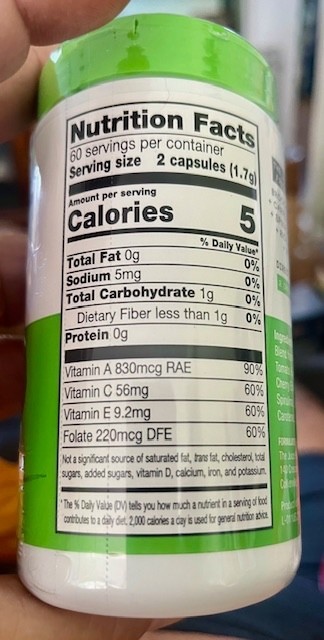 Nutrition Facts
60 servings per container
Serving size 2 capsules (1.7g)
Amount per serving
Calories 5
% Daily Value*
Total Fat 0g 0%
Sodium 5mg 0%
Total Carbohydrate 1g 0%
Dietary Fiber less than 1g 0%
Protein 0g
Vitamin A 830mcg RAE 90%
Vitamin C 56mg 60%
Vitamin E 9.2mg 60%
Folate 220mcg DFE 60%
Not a significant source of saturated fat, trans fat, cholesterol, total
sugars, added sugars, vitamin D, calcium, iron, and potassium.
*The % Daily Value (DV) tells you how much a nutrient in a serving of food
contributes to a daily diet. 2,000 calories a day is used for general nutrition advice.